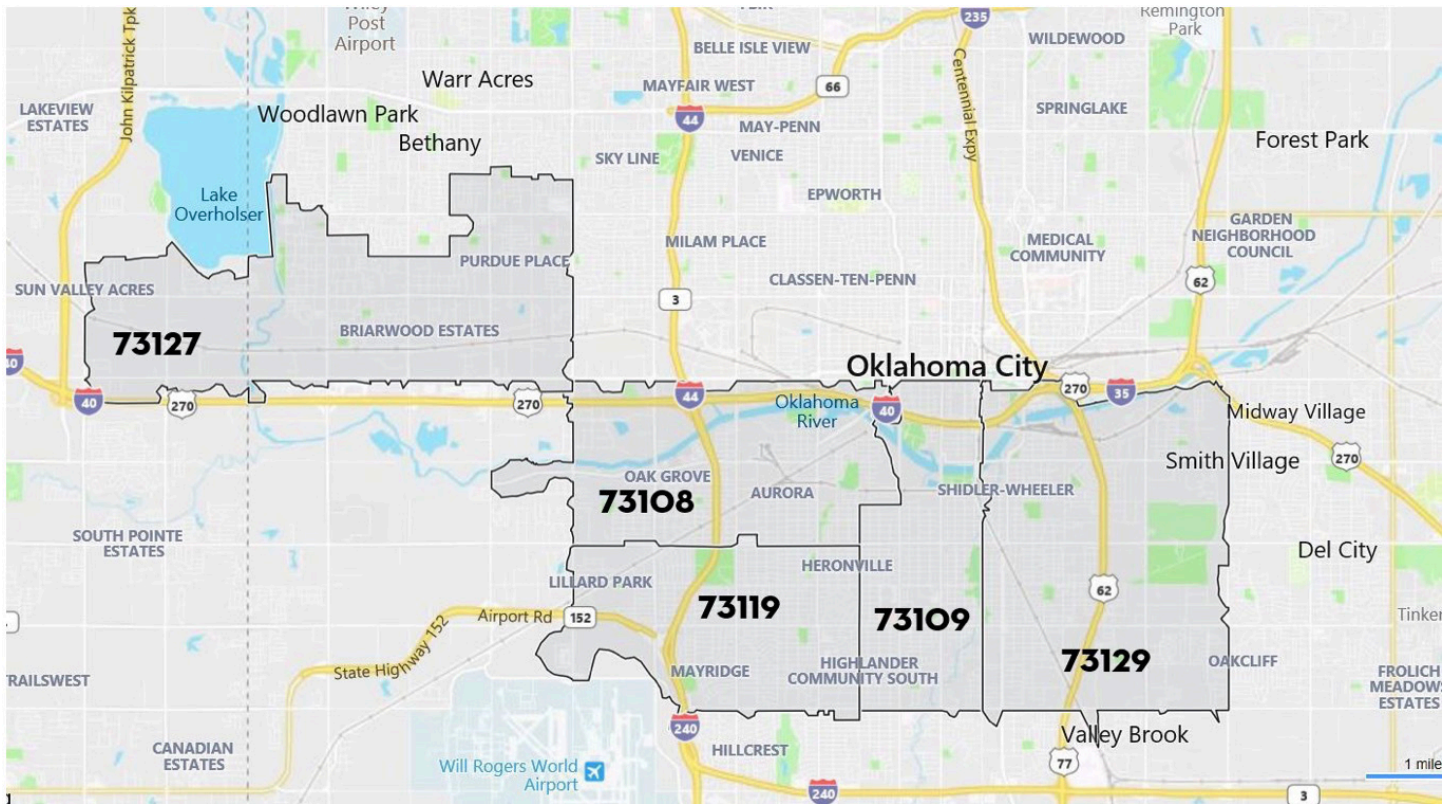 Post
Airport
235
Remington
Park
BELLE ISLE VIEW
WILDEWOOD
John Kilpatrick Tpk
Warr Acres
MAYFAIR WEST
66
Centennial Expy
LAKEVIEW
ESTATES
Woodlawn Park
44
SPRINGLAKE
MAY-PENN
Bethany
Forest Park
SKY LINE
VENICE
EPWORTH
Lake
Overholser
GARDEN
NEIGHBORHOOD
COUNCIL
MILAM PLACE
MEDICAL
COMMUNITY
PURDUE PLACE
CLASSEN-TEN-PENN
62
SUN VALLEY ACRES
3
BRIARWOOD ESTATES
73127
Oklahoma City
40
270
270
44
Oklahoma
River
40
270
35
Midway Village
270
Smith Village
OAK GROVE
AURORA
SHIDLER-WHEELER
73108
SOUTH POINTE
ESTATES
Del City
HERONVILLE
LILLARD PARK
62
73119
73109
Airport Rd
152
Tinker
State Highway 152
73129
OAKCLIFF
MAYRIDGE
HIGHLANDER
COMMUNITY SOUTH
TRAILSWEST
FROLICH
MEADOWS
ESTATES
240
Valley Brook
CANADIAN
ESTATES
HILLCREST
Will Rogers World
Airport
77
1 mile
240
3